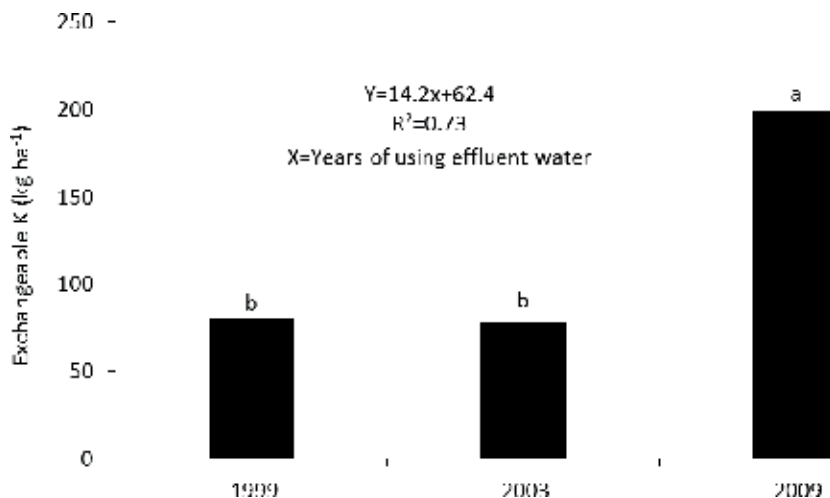 250
200
150
100
50
0
Exchangeable K (kg ha⁻¹)
Y=14.2x+62.4
R²=0.73
X=Years of using effluent water
b
b
a
1999
2003
2009